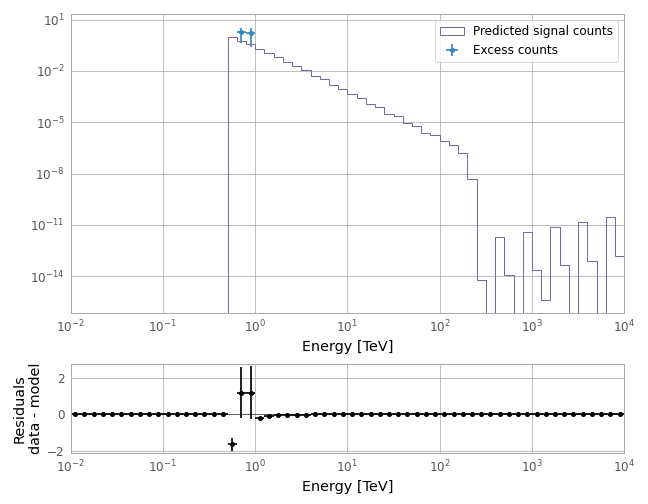 10^1
10^-2
10^-5
10^-8
10^-11
10^-14
Predicted signal counts
Excess counts
10^-2 10^-1 10^0 10^1 10^2 10^3 10^4
Energy [TeV]
Residuals
data - model
2
0
−2
10^-2 10^-1 10^0 10^1 10^2 10^3 10^4
Energy [TeV]